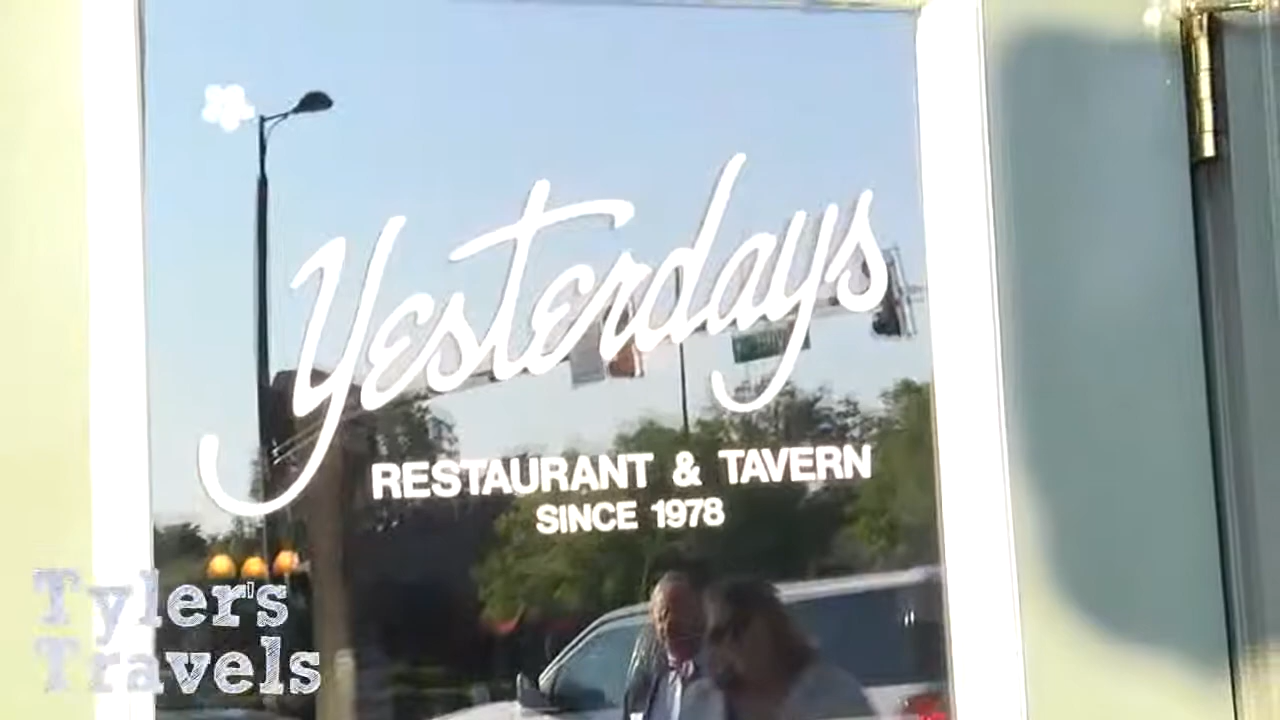 Yesterdays
RESTAURANT & TAVERN
SINCE 1978
Tyler's
Travels